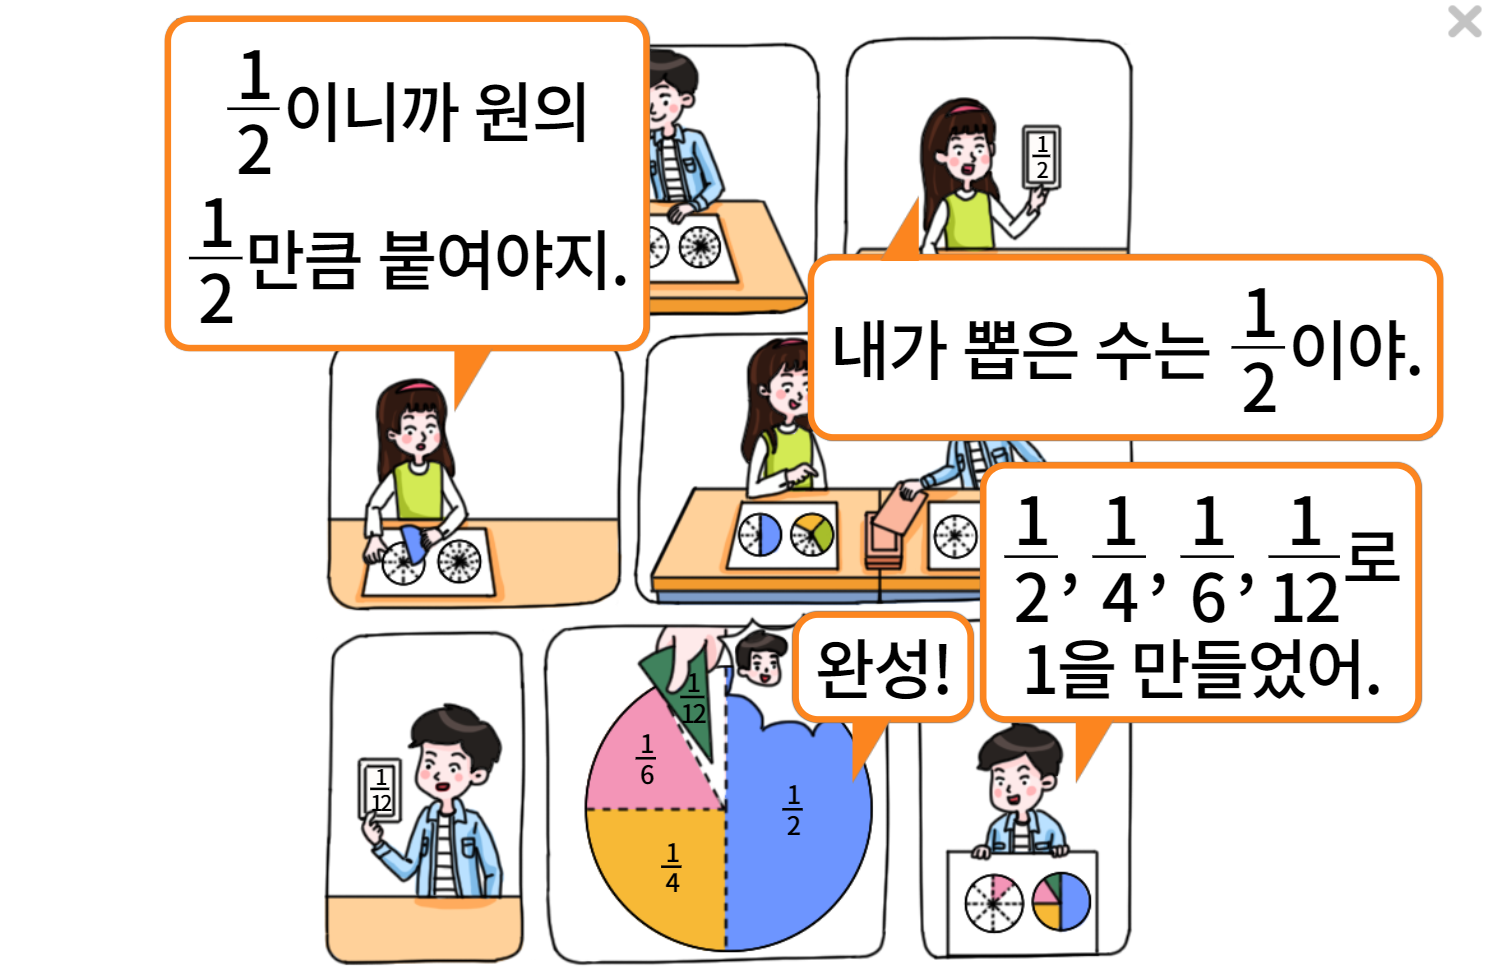 1/2이니까 원의
1/2만큼 붙여야지.
1/2
내가 뽑은 수는 1/2이야.
1/12
1/12
1/6
1/4
1/2
완성!
1/2, 1/4, 1/6, 1/12로
1을 만들었어.